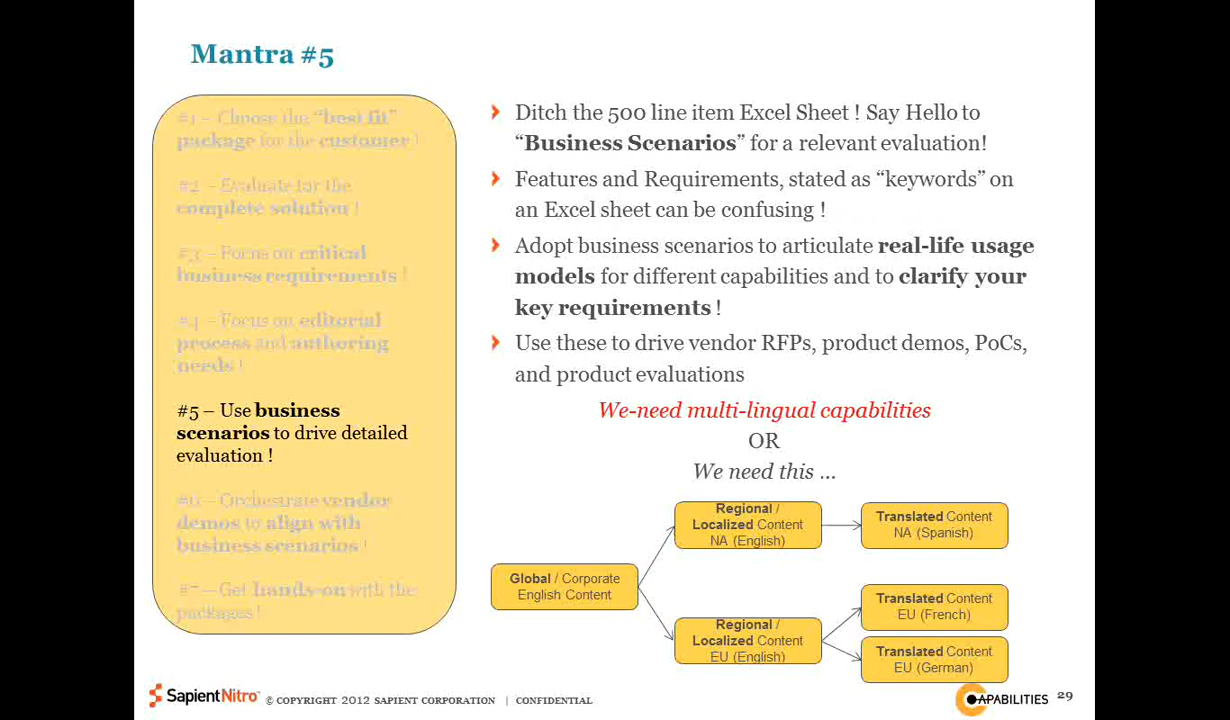 Mantra #5
#1 – Choose the “best fit”
package for the customer !
#2 – Evaluate for the
complete solution !
#3 – Focus on critical
business requirements !
#4 – Focus on editorial
process and authoring
needs !
#5 – Use business
scenarios to drive detailed
evaluation !
#6 – Orchestrate vendor
demos to align with
business scenarios !
#7 – Get hands-on with the
packages !
Ditch the 500 line item Excel Sheet ! Say Hello to
“Business Scenarios” for a relevant evaluation!
Features and Requirements, stated as “keywords” on
an Excel sheet can be confusing !
Adopt business scenarios to articulate real-life usage
models for different capabilities and to clarify your
key requirements !
Use these to drive vendor RFPs, product demos, PoCs,
and product evaluations
We-need multi-lingual capabilities
OR
We need this ...
Global / Corporate
English Content
Regional /
Localized Content
NA (English)
Translated Content
NA (Spanish)
Regional /
Localized Content
EU (English)
Translated Content
EU (French)
Translated Content
EU (German)
SapientNitro
© COPYRIGHT 2012 SAPIENT CORPORATION | CONFIDENTIAL
CAPABILITIES
29